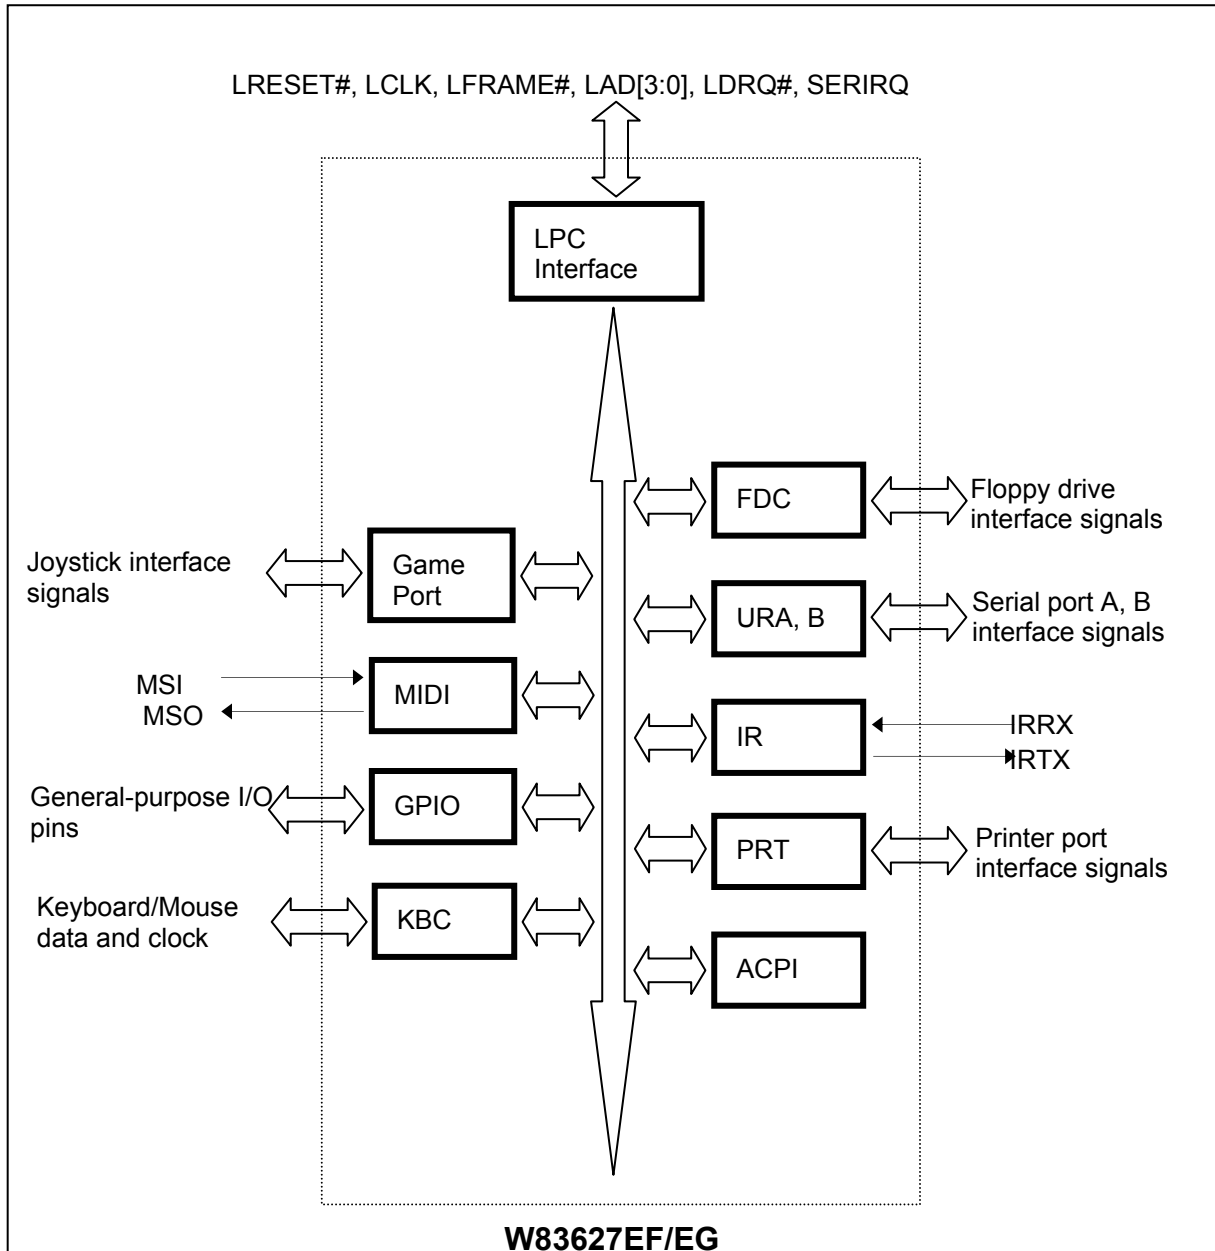 LRESET#, LCLK, LFRAME#, LAD[3:0], LDRQ#, SERIRQ
LPC
Interface
Joystick interface
signals
Game
Port
MSI
MSO
MIDI
General-purpose I/O
pins
GPIO
Keyboard/Mouse
data and clock
KBC
FDC
Floppy drive
interface signals
URA, B
Serial port A, B
interface signals
IR
IRRX
IRTX
PRT
Printer port
interface signals
ACPI
W83627EF/EG